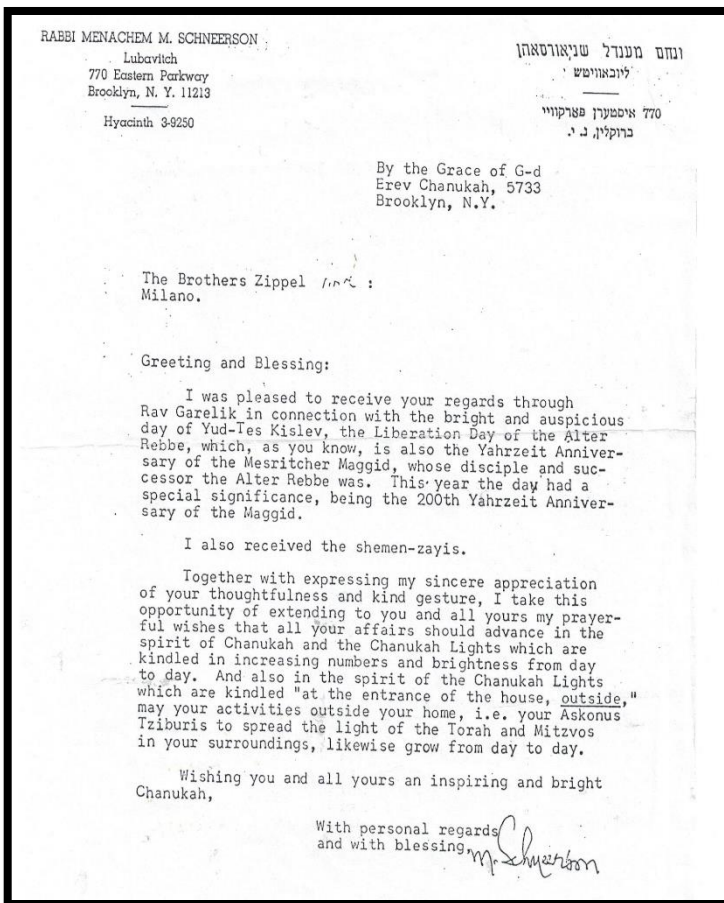 RABBI MENACHEM M. SCHNEERSON
Lubavitch
770 Eastern Parkway
Brooklyn, N. Y. 11213
Hyacinth 3-9250
מענדל שניאורסאהן
ליובאוויטש
770 איסטערן פארקוויי
ברוקלין, נ. י.
By the Grace of G-d
Erev Chanukah, 5733
Brooklyn, N.Y.
The Brothers Zippel :
Milano.
Greeting and Blessing:
I was pleased to receive your regards through
Rav Garelik in connection with the bright and auspicious
day of Yud-Tes Kislev, the Liberation Day of the Alter
Rebbe, which, as you know, is also the Yahrzeit Anniver-
sary of the Mesritcher Maggid, whose disciple and suc-
cessor the Alter Rebbe was. This year the day had a
special significance, being the 200th Yahrzeit Anniver-
sary of the Maggid.
I also received the shemen-zayis.
Together with expressing my sincere appreciation
of your thoughtfulness and kind gesture, I take this
opportunity of extending to you and all yours my prayer-
ful wishes that all your affairs should advance in the
spirit of Chanukah and the Chanukah Lights which are
kindled in increasing numbers and brightness from day
to day. And also in the spirit of the Chanukah Lights
which are kindled "at the entrance of the house, outside,"
may your activities outside your home, i.e. your Askonus
Tziburis to spread the light of the Torah and Mitzvos
in your surroundings, likewise grow from day to day.
Wishing you and all yours an inspiring and bright
Chanukah,
With personal regards
and with blessing,
M. Schneerson